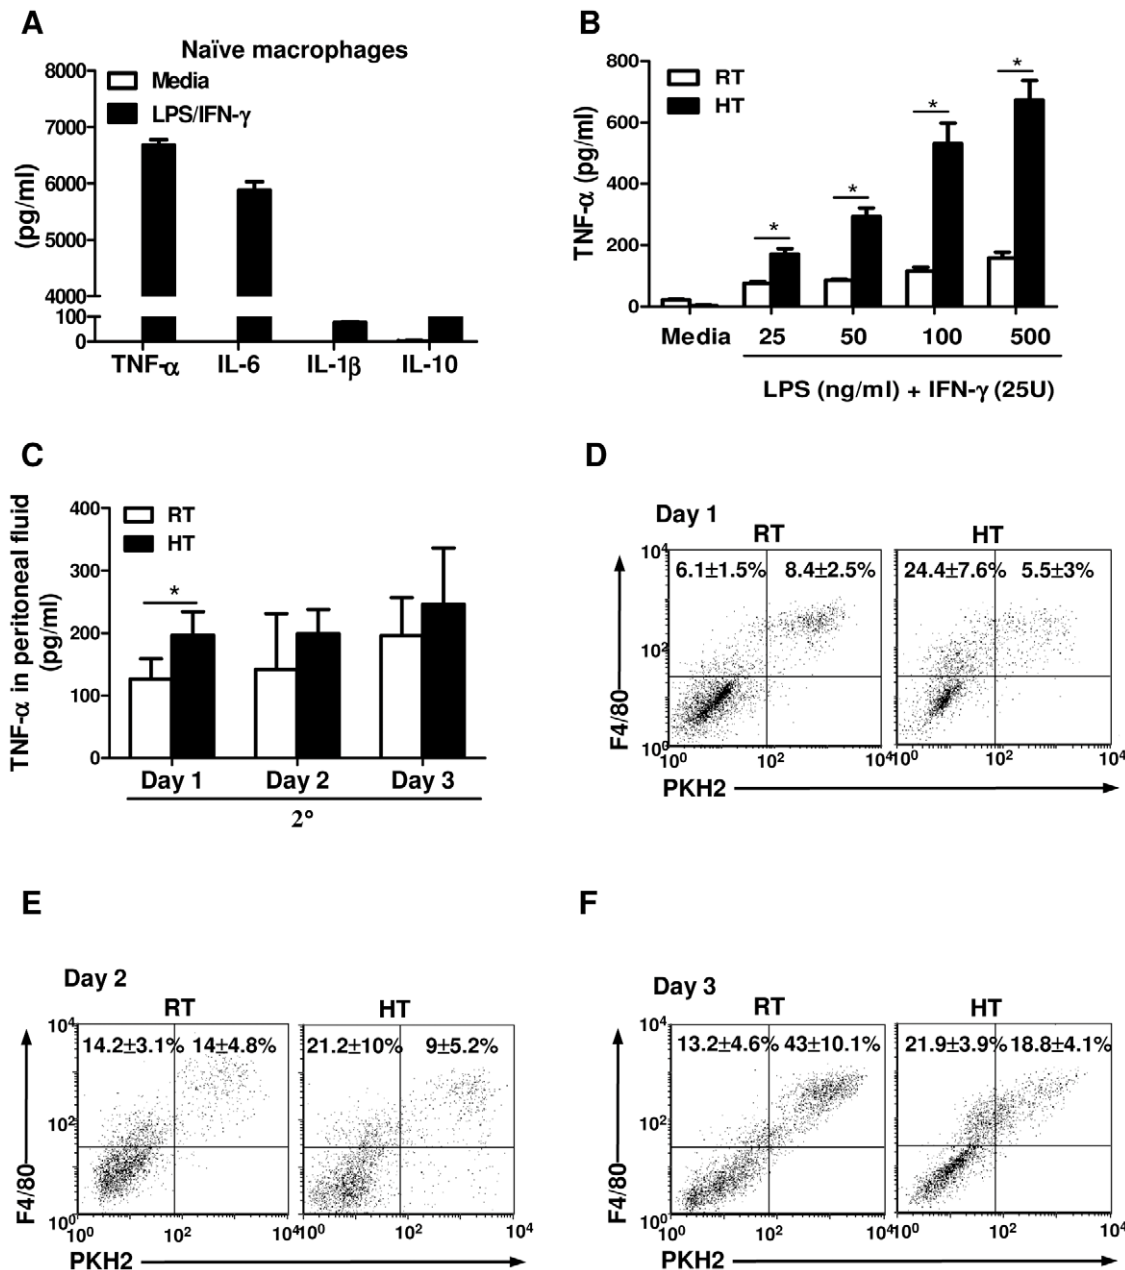 A
Naïve macrophages
8000
7000
6000
5000
4000
100
0
(pg/ml)
Media
LPS/IFN-γ
TNF-α IL-6 IL-1β IL-10
B
800
600
400
200
0
TNF-α (pg/ml)
RT
HT
*
*
*
*
Media 25 50 100 500
LPS (ng/ml) + IFN-γ (25U)
C
400
300
200
100
0
TNF-α in peritoneal fluid
(pg/ml)
RT
HT
*
Day 1 Day 2 Day 3
2°
D
Day 1
RT HT
10⁴
10²
10⁰
6.1±1.5% 8.4±2.5% 24.4±7.6% 5.5±3%
F4/80
10⁰ 10² 10⁴ 10² 10⁴
PKH2
E
Day 2
RT HT
10⁴
10²
10⁰
14.2±3.1% 14±4.8% 21.2±10% 9±5.2%
F4/80
10⁰ 10² 10⁴ 10⁰ 10² 10⁴
PKH2
F
Day 3
RT HT
10⁴
10²
10⁰
13.2±4.6% 43±10.1% 21.9±3.9% 18.8±4.1%
F4/80
10⁰ 10² 10⁴ 10² 10⁴
PKH2